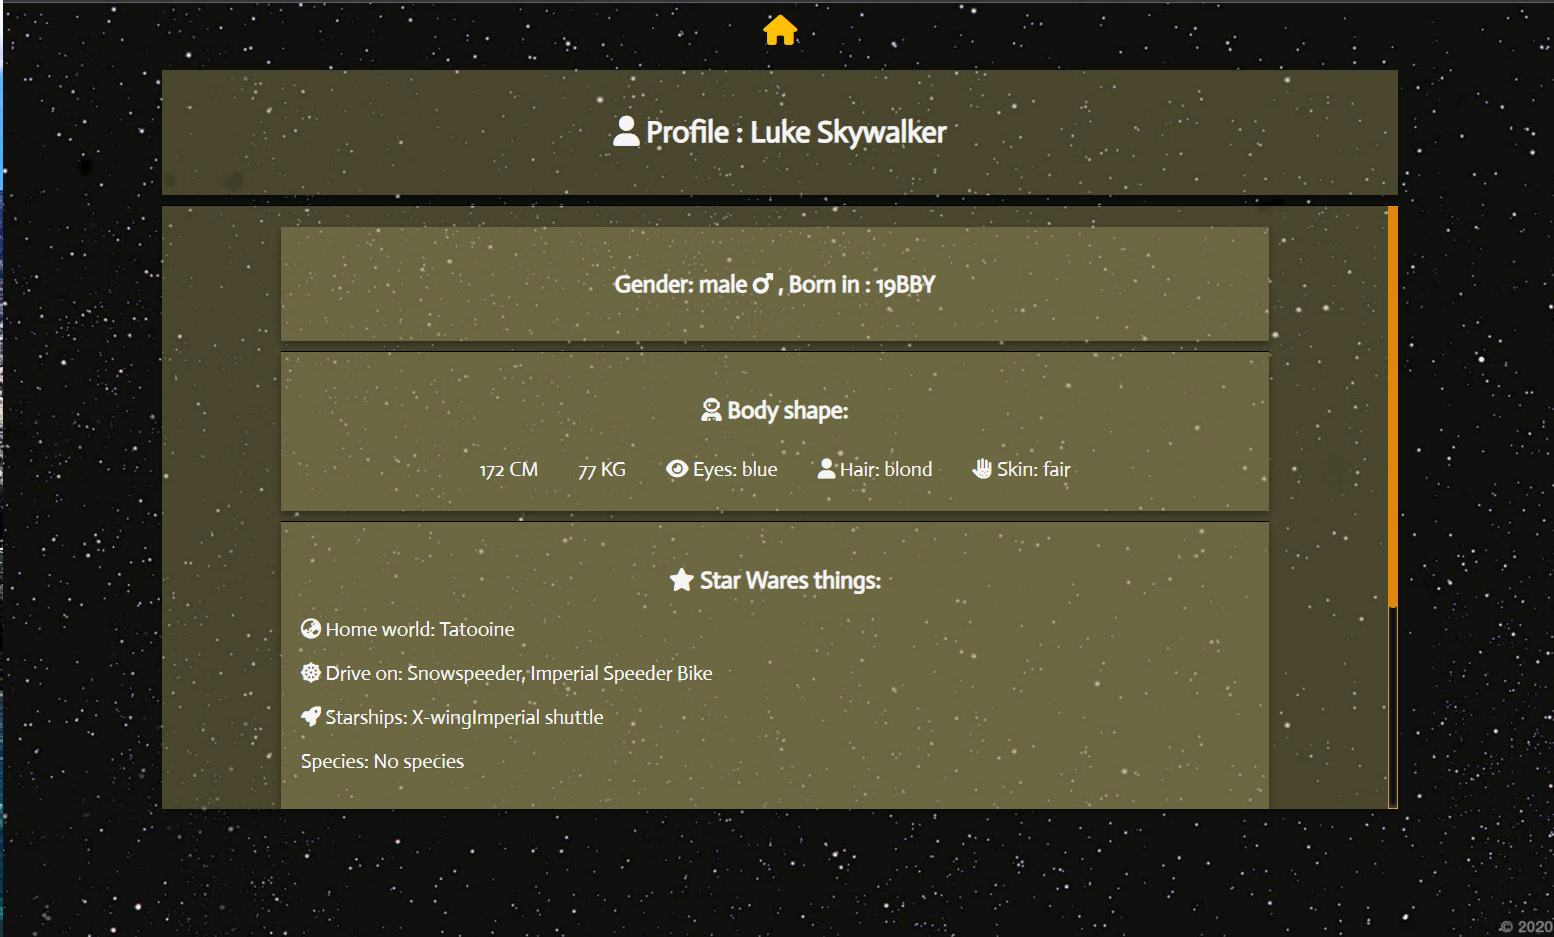 Profile : Luke Skywalker
Gender: male , Born in : 19BBY
Body shape:
172 CM 77 KG Eyes: blue Hair: blond Skin: fair
Star Wares things:
Home world: Tatooine
Drive on: Snowspeeder, Imperial Speeder Bike
Starships: X-wingImperial shuttle
Species: No species
© 2020